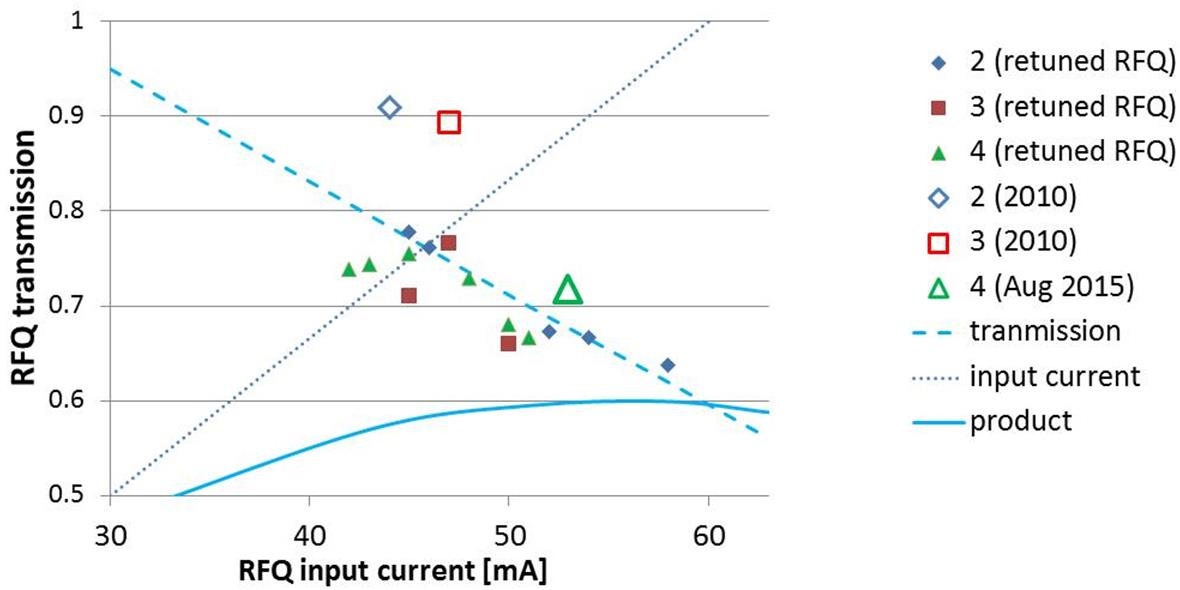 1
0.9
0.8
0.7
0.6
0.5
RFQ transmission
30 40 50 60
RFQ input current [mA]
2 (retuned RFQ)
3 (retuned RFQ)
4 (retuned RFQ)
2 (2010)
3 (2010)
4 (Aug 2015)
tranmission
input current
product